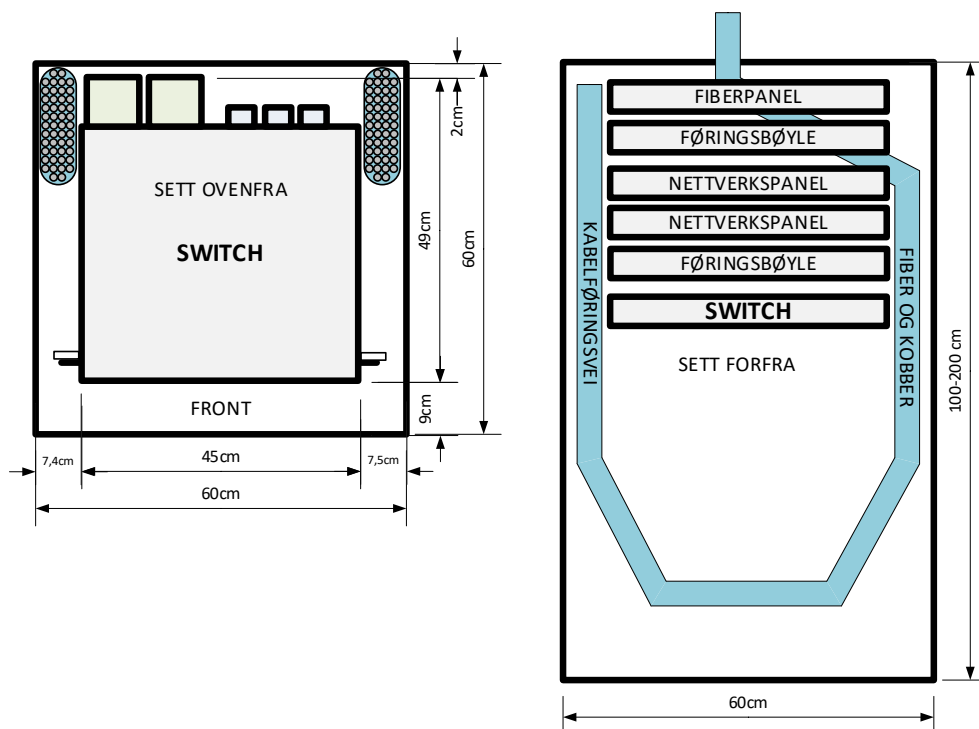 SETT OVENFRA
SWITCH
FRONT
2cm
49cm
60cm
9cm
7,4cm
45cm
7,5cm
60cm
FIBERPANEL
FØRINGSBØYLE
NETTVERKSPANEL
NETTVERKSPANEL
FØRINGSBØYLE
SWITCH
SETT FORFRA
KABELFØRINGSVEI
FIBER OG KOBBER
100-200 cm
60cm